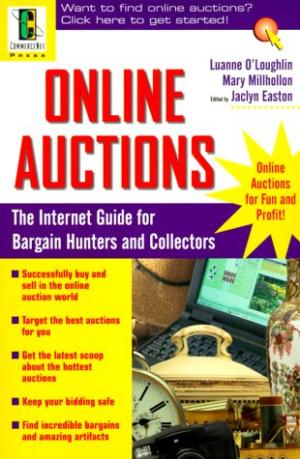 C
COMMERCENET
PRESS
Want to find online auctions?
Click here to get started!
Luanne O'Loughlin
Mary Millhollon
Edited by Jaclyn Easton
ONLINE
AUCTIONS
Online
Auctions
for Fun and
Profit!
The Internet Guide for
Bargain Hunters and Collectors
Successfully buy and
sell in the online
auction world
Target the best auctions
for you
Get the latest scoop
about the hottest
auctions
Keep your bidding safe
Find incredible bargains
and amazing artifacts